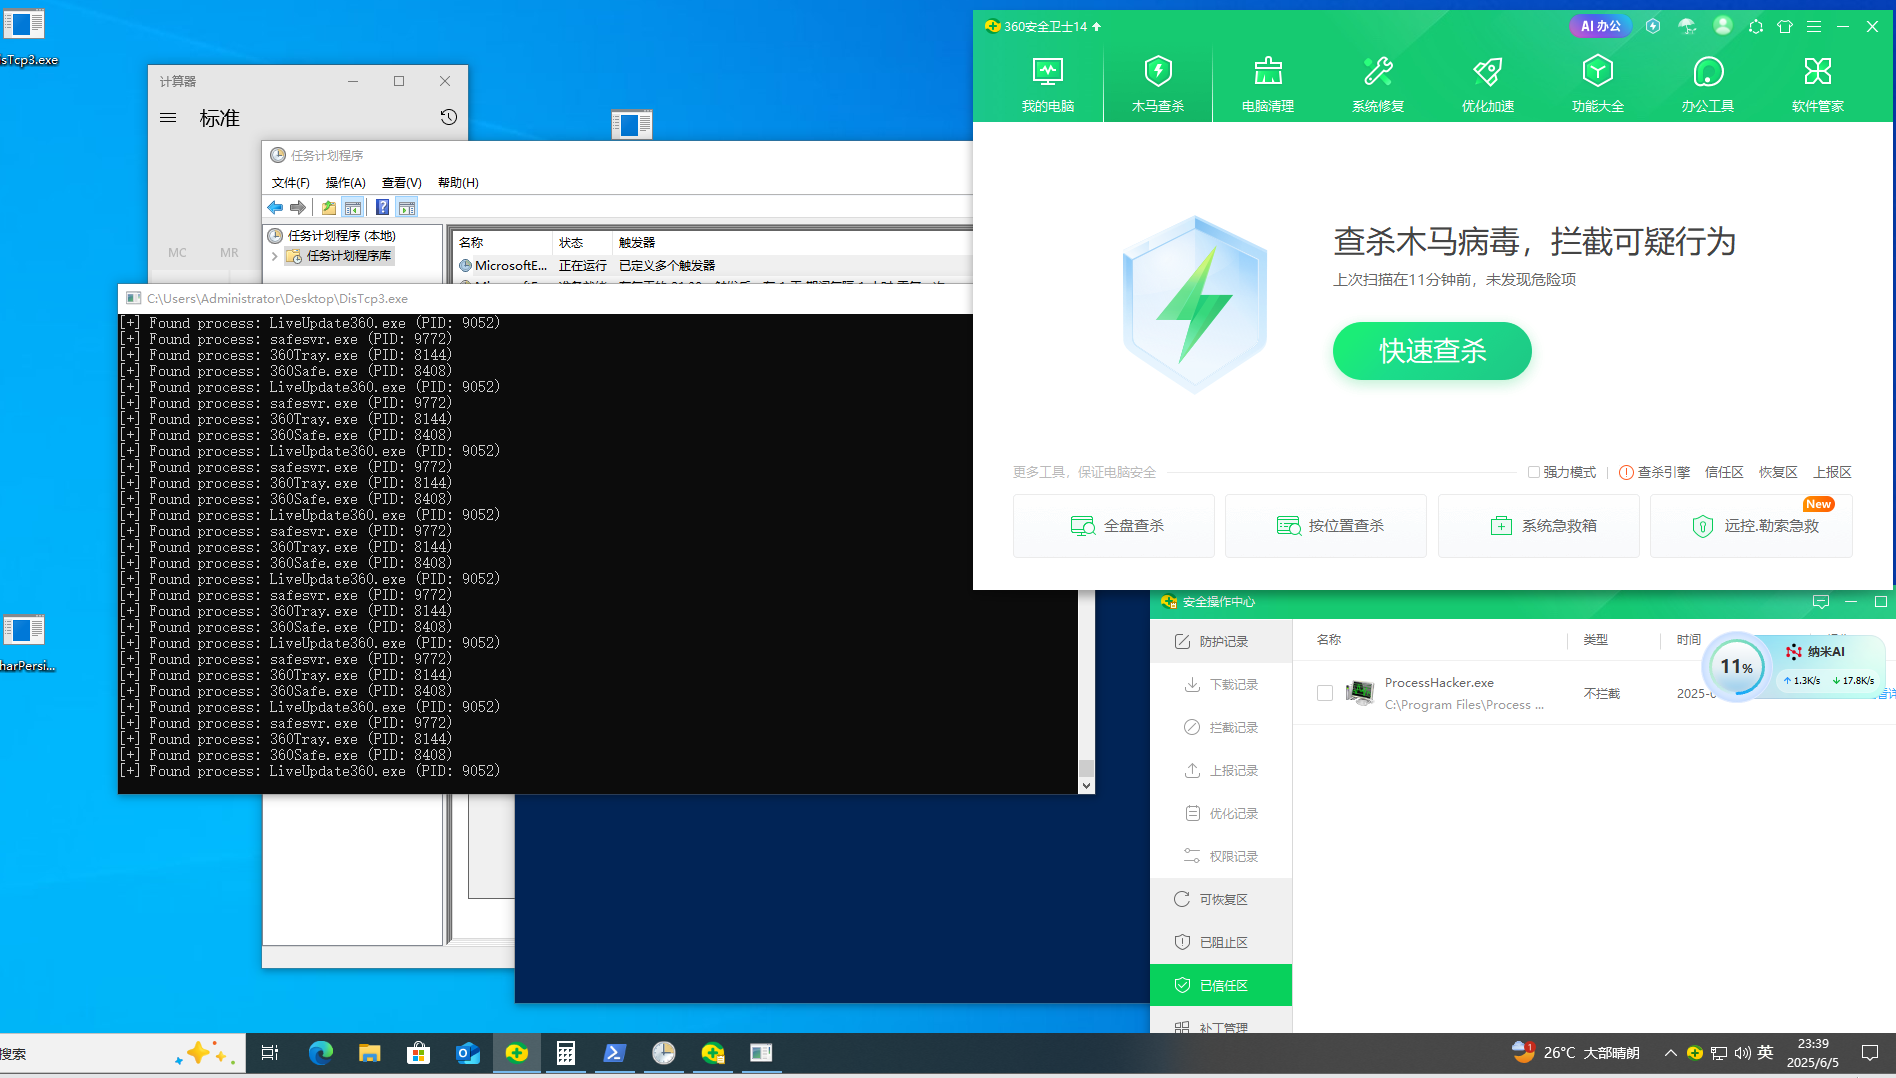 isTcp3.exe
harPersi...
计算器
标准
MC
MR
任务计划程序
文件(F)
操作(A)
查看(V)
帮助(H)
任务计划程序 (本地)
任务计划程序库
名称
状态
触发器
MicrosoftE...
正在运行
已定义多个触发器
C:\Users\Administrator\Desktop\DisTcp3.exe
[+] Found process: LiveUpdate360.exe (PID: 9052)
[+] Found process: safesvr.exe (PID: 9772)
[+] Found process: 360Tray.exe (PID: 8144)
[+] Found process: 360Safe.exe (PID: 8408)
[+] Found process: LiveUpdate360.exe (PID: 9052)
[+] Found process: safesvr.exe (PID: 9772)
[+] Found process: 360Tray.exe (PID: 8144)
[+] Found process: 360Safe.exe (PID: 8408)
[+] Found process: LiveUpdate360.exe (PID: 9052)
[+] Found process: safesvr.exe (PID: 9772)
[+] Found process: 360Tray.exe (PID: 8144)
[+] Found process: 360Safe.exe (PID: 8408)
[+] Found process: LiveUpdate360.exe (PID: 9052)
[+] Found process: safesvr.exe (PID: 9772)
[+] Found process: 360Tray.exe (PID: 8144)
[+] Found process: 360Safe.exe (PID: 8408)
[+] Found process: LiveUpdate360.exe (PID: 9052)
[+] Found process: safesvr.exe (PID: 9772)
[+] Found process: 360Tray.exe (PID: 8144)
[+] Found process: 360Safe.exe (PID: 8408)
[+] Found process: LiveUpdate360.exe (PID: 9052)
[+] Found process: safesvr.exe (PID: 9772)
[+] Found process: 360Tray.exe (PID: 8144)
[+] Found process: 360Safe.exe (PID: 8408)
[+] Found process: LiveUpdate360.exe (PID: 9052)
[+] Found process: safesvr.exe (PID: 9772)
[+] Found process: 360Tray.exe (PID: 8144)
[+] Found process: 360Safe.exe (PID: 8408)
[+] Found process: LiveUpdate360.exe (PID: 9052)
360安全卫士14
AI 办公
我的电脑
木马查杀
电脑清理
系统修复
优化加速
功能大全
办公工具
软件管家
查杀木马病毒，拦截可疑行为
上次扫描在11分钟前，未发现危险项
快速查杀
更多工具，保证电脑安全
强力模式
查杀引擎
信任区
恢复区
上报区
全盘查杀
按位置查杀
系统急救箱
远控.勒索急救
New
安全操作中心
防护记录
下载记录
拦截记录
上报记录
优化记录
权限记录
可恢复区
已阻止区
已信任区
补丁管理
名称
类型
时间
ProcessHacker.exe
C:\Program Files\Process ...
不拦截
2025-0
11%
纳米AI
1.3K/s
17.8K/s
搜索
1
26°C 大部晴朗
英
23:39
2025/6/5